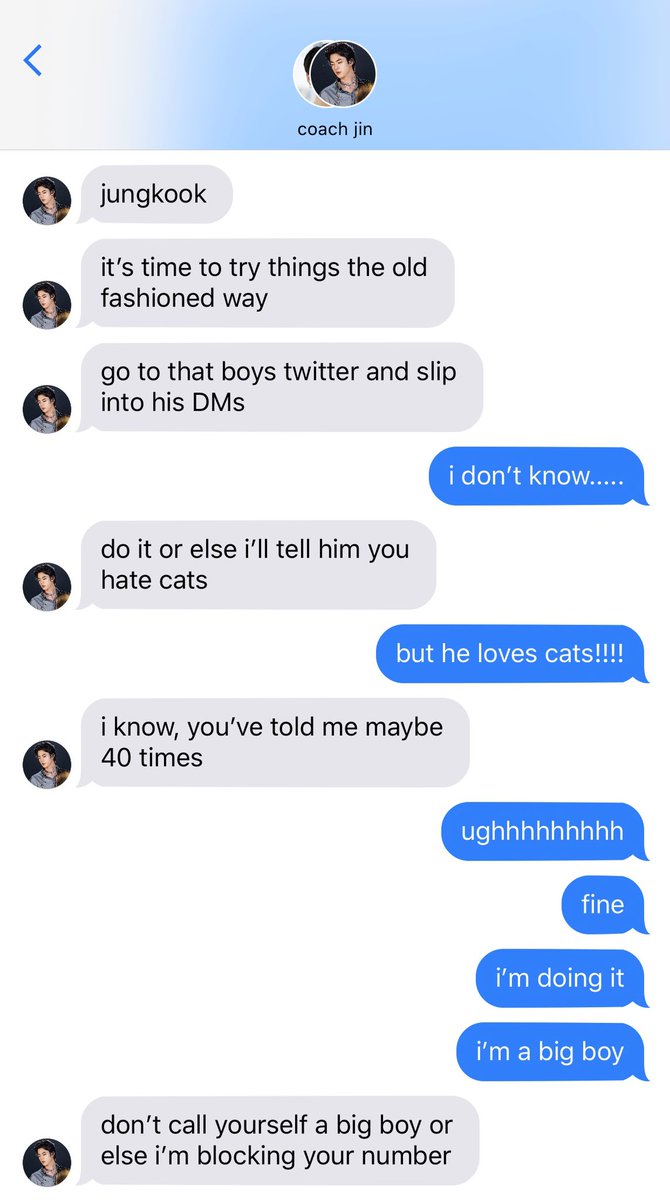 coach jin
jungkook
it’s time to try things the old
fashioned way
go to that boys twitter and slip
into his DMs
i don’t know.....
do it or else i’ll tell him you
hate cats
but he loves cats!!!!
i know, you’ve told me maybe
40 times
ughhhhhhhhh
fine
i’m doing it
i’m a big boy
don’t call yourself a big boy or
else i’m blocking your number